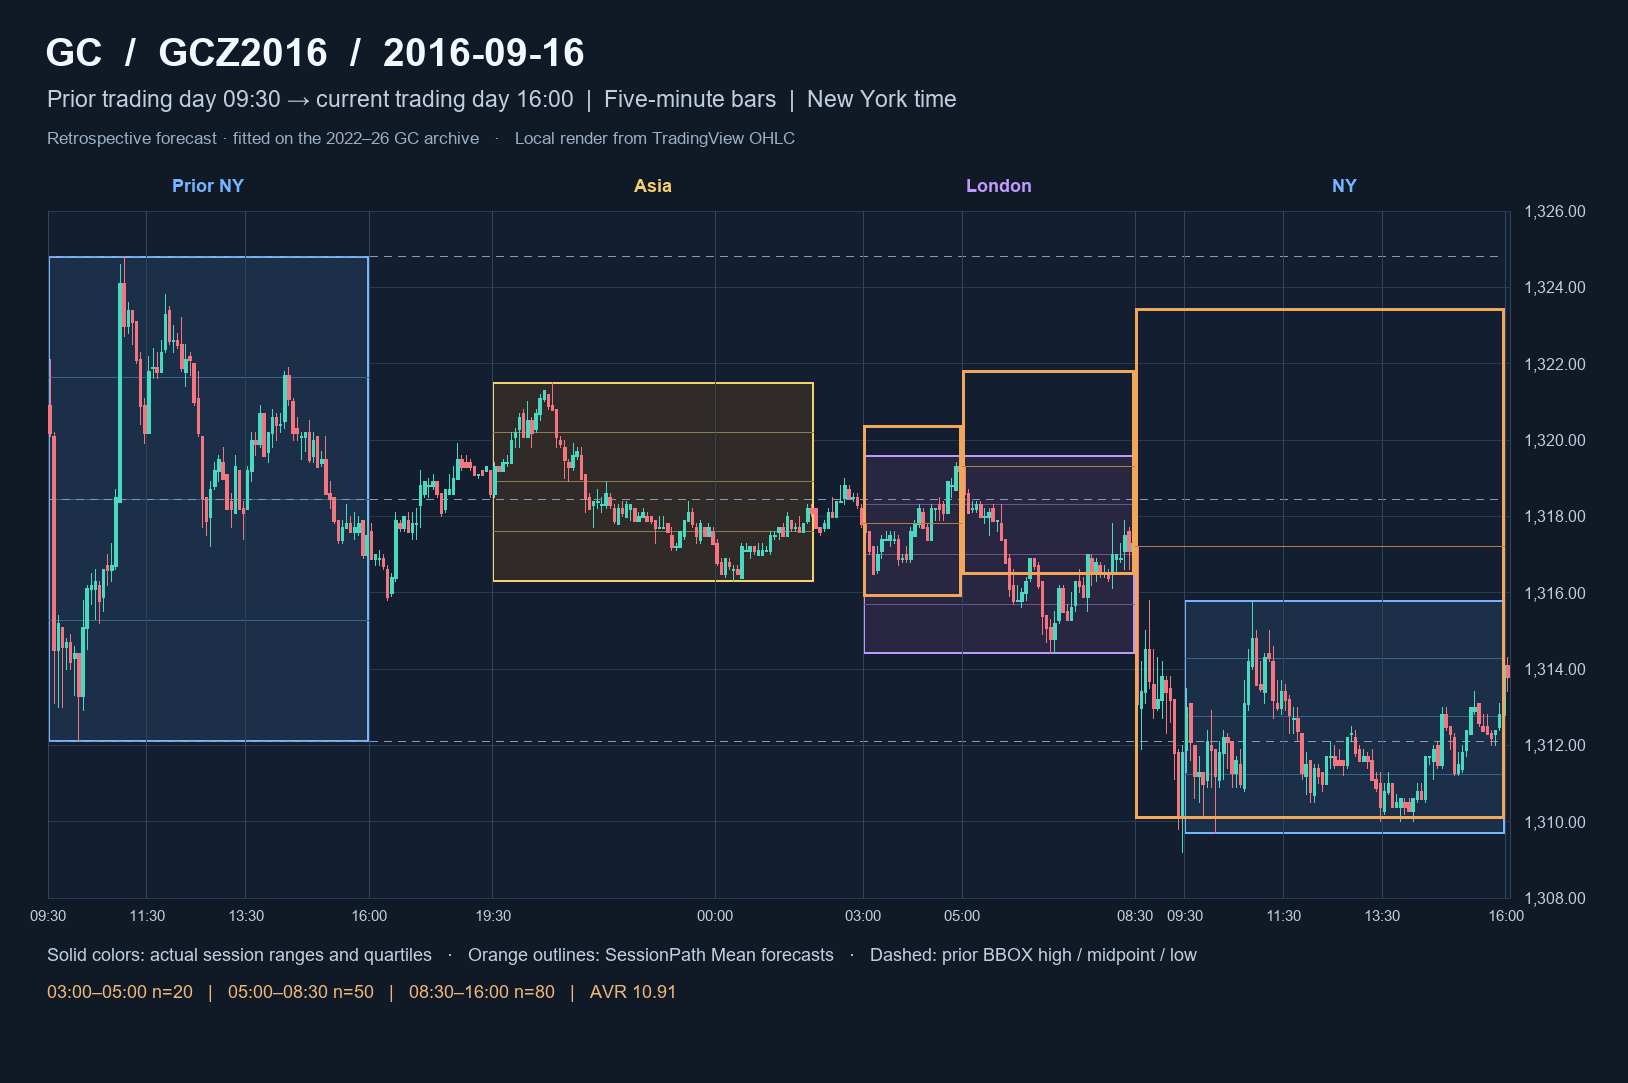 GC / GCZ2016 / 2016-09-16
Prior trading day 09:30 → current trading day 16:00 | Five-minute bars | New York time
Retrospective forecast · fitted on the 2022–26 GC archive · Local render from TradingView OHLC
Prior NY Asia London NY
1,326.00
1,324.00
1,322.00
1,320.00
1,318.00
1,316.00
1,314.00
1,312.00
1,310.00
1,308.00
09:30 11:30 13:30 16:00 19:30 00:00 03:00 05:00 08:30 09:30 11:30 13:30 16:00
Solid colors: actual session ranges and quartiles · Orange outlines: SessionPath Mean forecasts · Dashed: prior BBOX high / midpoint / low
03:00–05:00 n=20 | 05:00–08:30 n=50 | 08:30–16:00 n=80 | AVR 10.91